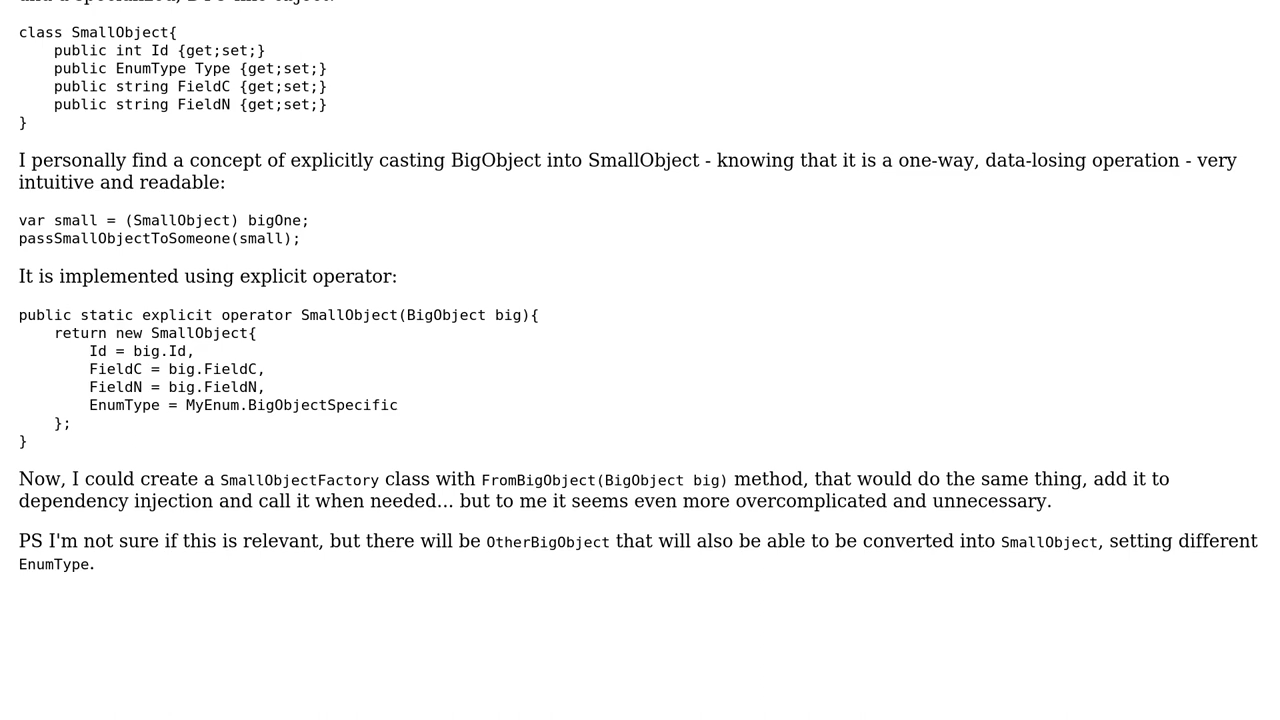 class SmallObject{
    public int Id {get;set;}
    public EnumType Type {get;set;}
    public string FieldC {get;set;}
    public string FieldN {get;set;}
}
I personally find a concept of explicitly casting BigObject into SmallObject - knowing that it is a one-way, data-losing operation - very
intuitive and readable:
var small = (SmallObject) bigOne;
passSmallObjectToSomeone(small);
It is implemented using explicit operator:
public static explicit operator SmallObject(BigObject big){
    return new SmallObject{
        Id = big.Id,
        FieldC = big.FieldC,
        FieldN = big.FieldN,
        EnumType = MyEnum.BigObjectSpecific
    };
}
Now, I could create a SmallObjectFactory class with FromBigObject(BigObject big) method, that would do the same thing, add it to
dependency injection and call it when needed... but to me it seems even more overcomplicated and unnecessary.
PS I'm not sure if this is relevant, but there will be OtherBigObject that will also be able to be converted into SmallObject, setting different
EnumType.